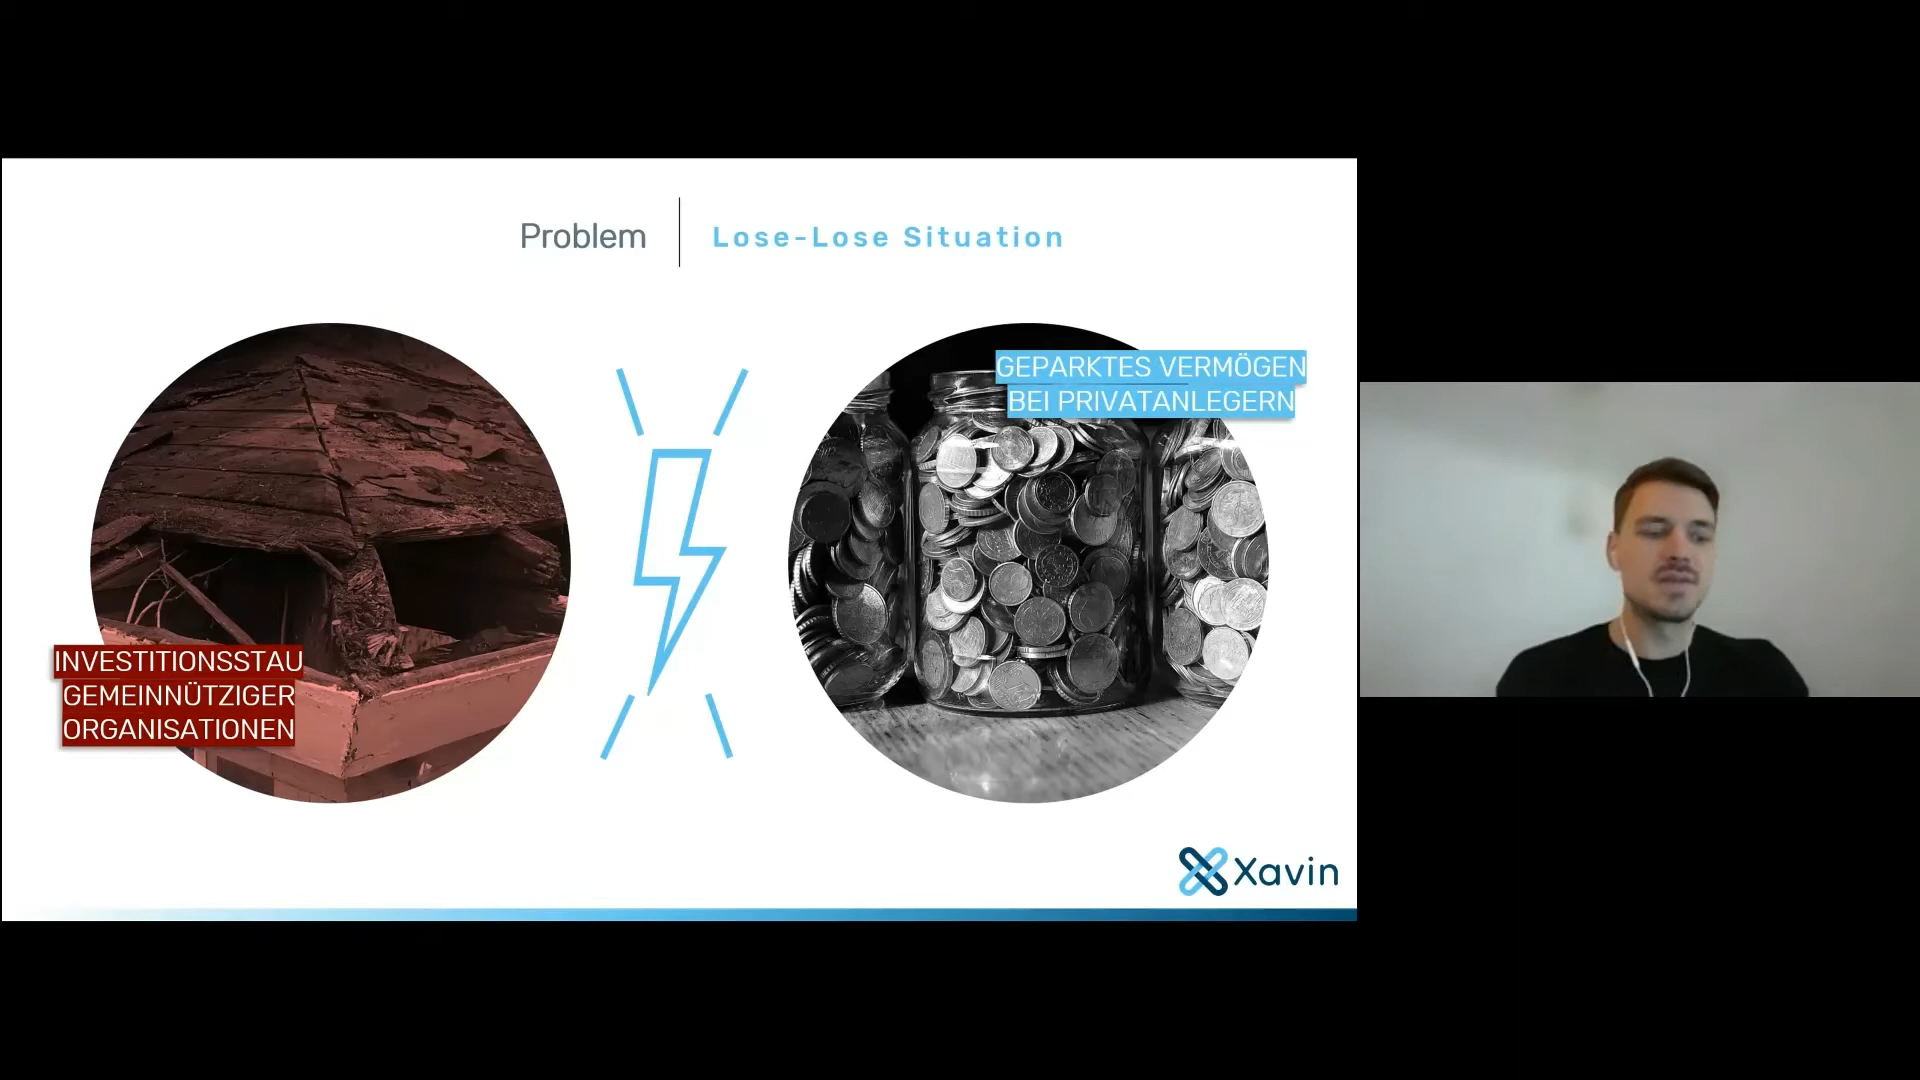 Problem
Lose-Lose Situation
GEPARKTES VERMÖGEN
BEI PRIVATANLEGERN
INVESTITIONSSTAU
GEMEINNÜTZIGER
ORGANISATIONEN
Xavin